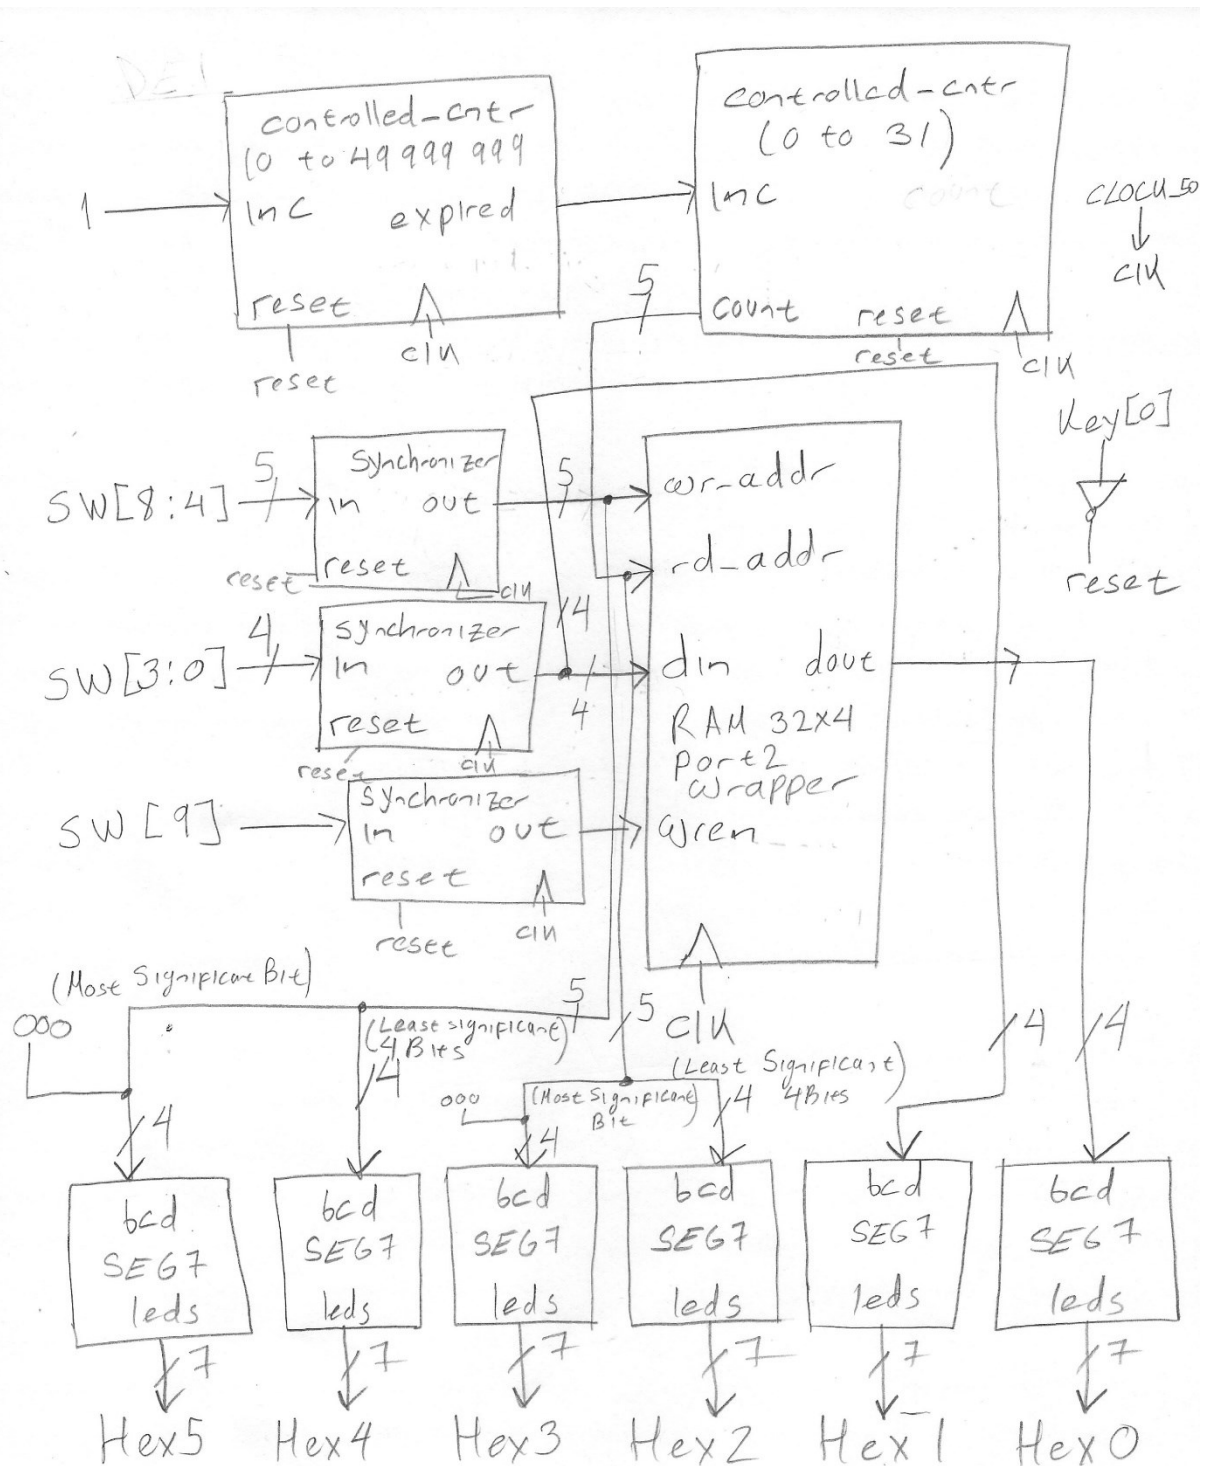 DE1
controlled-cntr
(0 to 49 999 999
1
Inc
expired
reset
clk
reset
controlled-cntr
(0 to 31)
Inc
count
count
reset
reset
clk
5
CLOCK_50
clk
Key[0]
reset
SW[8:4]
5
Synchronizer
In
out
reset
reset
clk
5
SW[3:0]
4
Synchronizer
In
out
reset
reset
clk
4
4
SW[9]
Synchronizer
In
out
reset
reset
clk
wr_addr
rd_addr
din
dout
RAM 32x4
Port2
wrapper
wren
clk
(Most Significant Bit)
000
4
(Least significant)
4 Bits
4
5
5
000
(Most Significant)
Bit
4
(Least Significant)
4 Bits
4
4
4
bcd
SEG7
leds
7
Hex5
bcd
SEG7
leds
7
Hex4
bcd
SEG7
leds
7
Hex3
bcd
SEG7
leds
7
Hex2
bcd
SEG7
leds
7
Hex1
bcd
SEG7
leds
7
Hex0